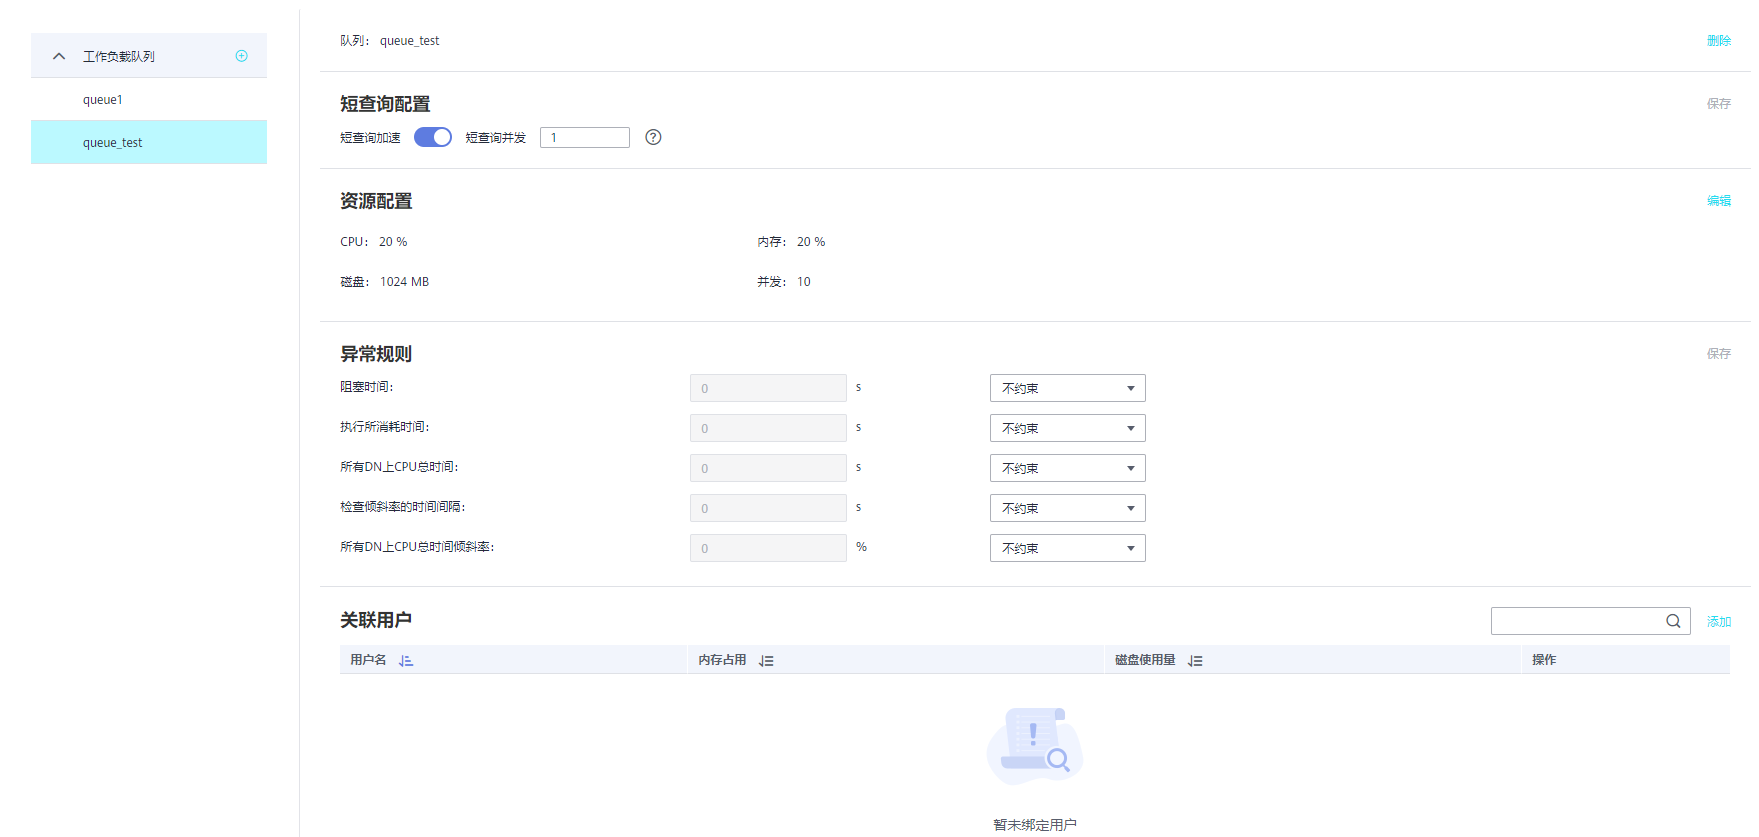 工作负载队列
queue1
queue_test
队列： queue_test 删除
短查询配置 保存
短查询加速 短查询并发 1
资源配置 编辑
CPU： 20 % 内存： 20 %
磁盘： 1024 MB 并发： 10
异常规则 保存
阻塞时间： 0 s 不约束
执行所消耗时间： 0 s 不约束
所有DN上CPU总时间： 0 s 不约束
检查倾斜率的时间间隔： 0 s 不约束
所有DN上CPU总时间倾斜率： 0 % 不约束
关联用户 添加
用户名 内存占用 磁盘使用量 操作
暂未绑定用户